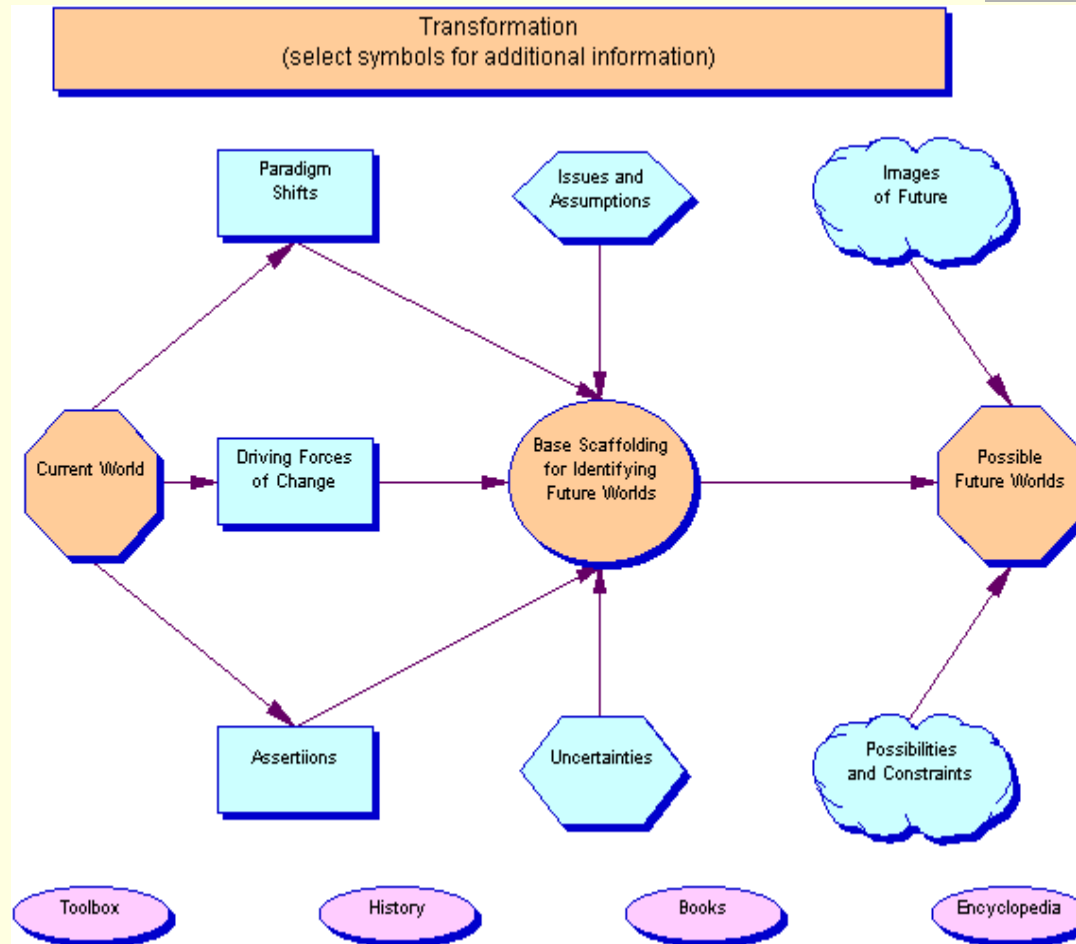 Transformation
(select symbols for additional information)
Paradigm
Shifts
Issues and
Assumptions
Images
of Future
Current World
Driving Forces
of Change
Base Scaffolding
for Identifying
Future Worlds
Possible
Future Worlds
Assertiions
Uncertainties
Possibilities
and Constraints
Toolbox
History
Books
Encyclopedia